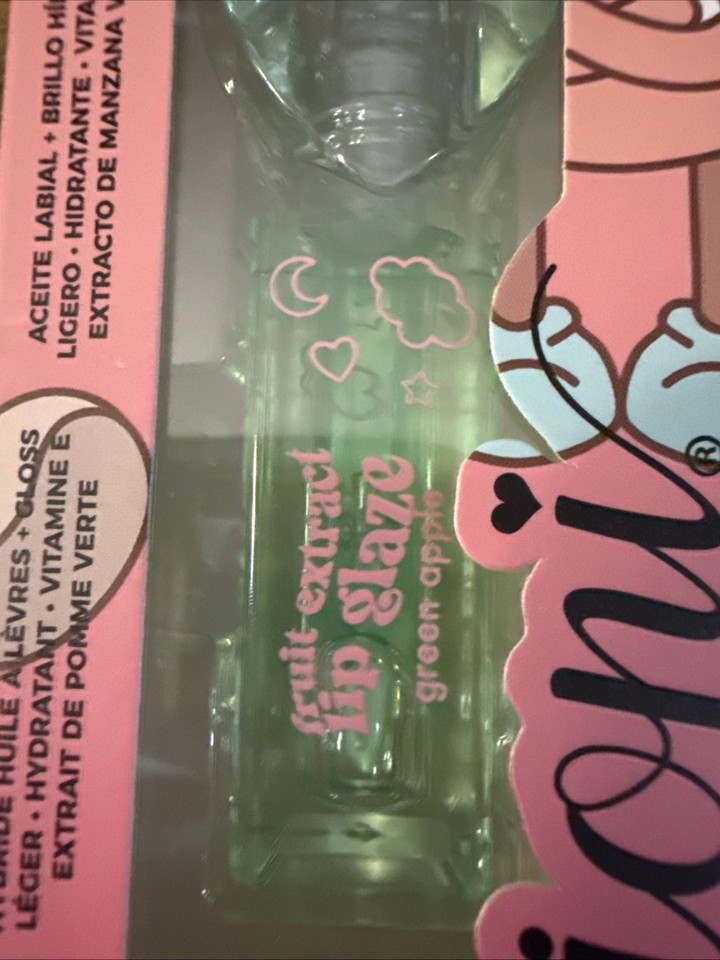 ACEITE LABIAL + BRILLO
LIGERO • HIDRATANTE •
EXTRACTO DE MANZANA
HUILE À LÈVRES + GLOSS
LÉGER • HYDRATANT • VITAMINE E
EXTRAIT DE POMME VERTE
fruit extract
lip glaze
green apple
joni®